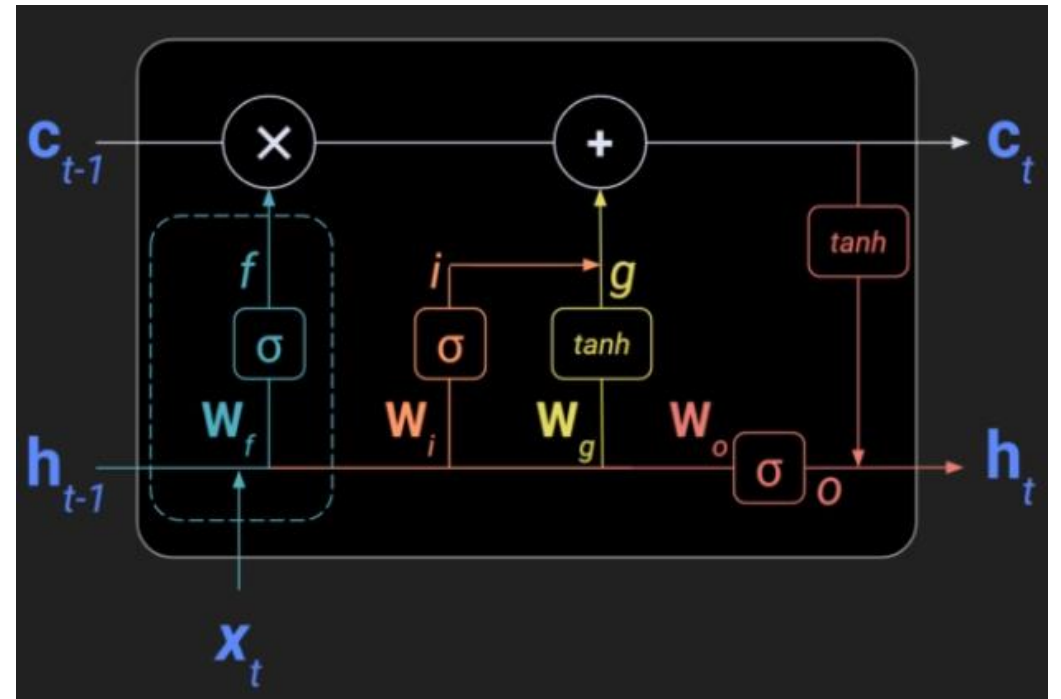 c_{t-1}
×
+
c_t
tanh
f
i
g
σ
σ
tanh
W_f
W_i
W_g
W_o
h_{t-1}
σ
o
h_t
x_t